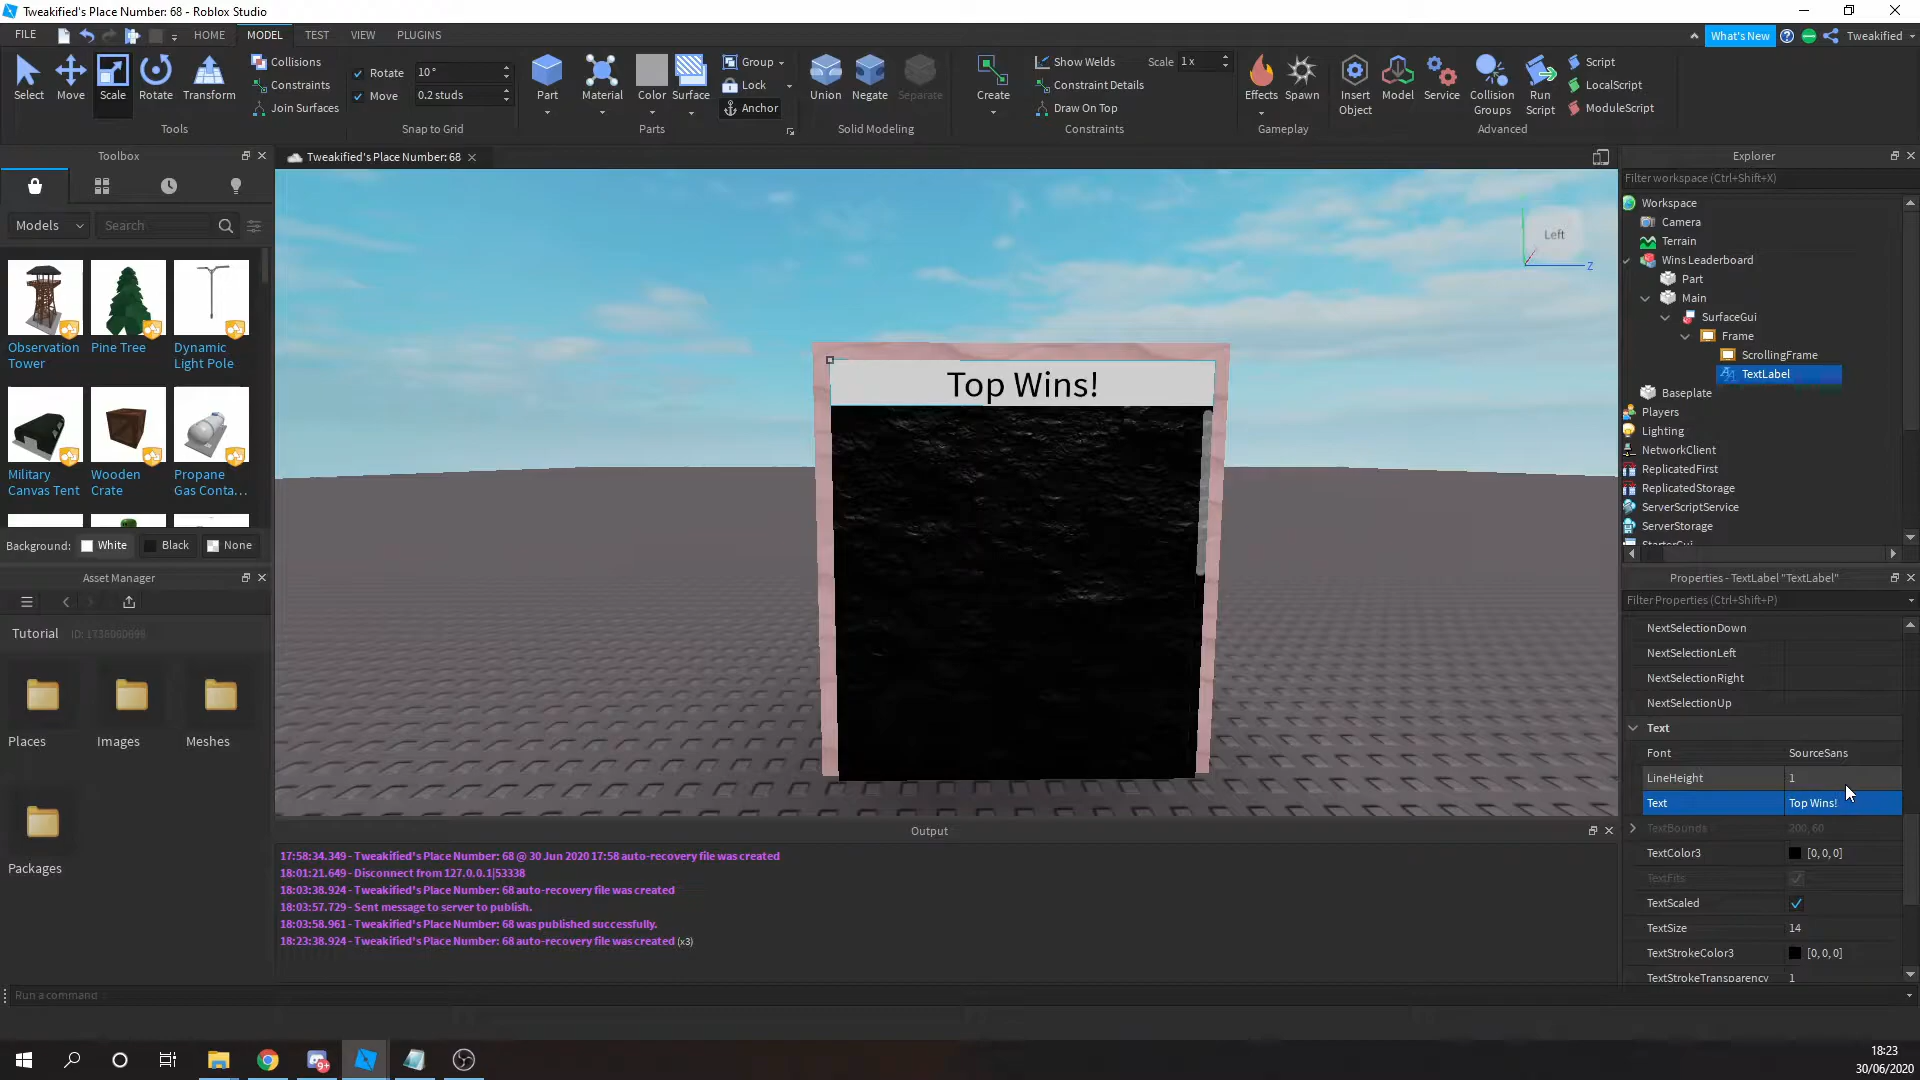 Tweakified's Place Number: 68 - Roblox Studio
FILE
HOME
MODEL
TEST
VIEW
PLUGINS
What's New
Tweakified
Select
Move
Scale
Rotate
Transform
Tools
Collisions
Constraints
Join Surfaces
Rotate
10 °
Move
0.2 studs
Snap to Grid
Part
Material
Color
Surface
Group
Lock
Anchor
Parts
Union
Negate
Separate
Solid Modeling
Create
Show Welds
Scale
1 x
Constraint Details
Draw On Top
Constraints
Effects
Spawn
Gameplay
Insert
Object
Model
Service
Collision
Groups
Run
Script
Script
LocalScript
ModuleScript
Advanced
Toolbox
Models
Search
Observation
Tower
Pine Tree
Dynamic
Light Pole
Military
Canvas Tent
Wooden
Crate
Propane
Gas Conta...
Background:
White
Black
None
Asset Manager
Tutorial
Places
Images
Meshes
Packages
Tweakified's Place Number: 68
Left
Z
Top Wins!
Output
17:58:34.349 - Tweakified's Place Number: 68 @ 30 Jun 2020 17:58 auto-recovery file was created
18:01:21.649 - Disconnect from 127.0.0.1|53338
18:03:38.924 - Tweakified's Place Number: 68 auto-recovery file was created
18:03:57.729 - Sent message to server to publish.
18:03:58.961 - Tweakified's Place Number: 68 was published successfully.
18:23:38.924 - Tweakified's Place Number: 68 auto-recovery file was created (x3)
Run a command
Explorer
Filter workspace (Ctrl+Shift+X)
Workspace
Camera
Terrain
Wins Leaderboard
Part
Main
SurfaceGui
Frame
ScrollingFrame
TextLabel
Baseplate
Players
Lighting
NetworkClient
ReplicatedFirst
ReplicatedStorage
ServerScriptService
ServerStorage
StarterGui
Properties - TextLabel "TextLabel"
Filter Properties (Ctrl+Shift+P)
NextSelectionDown
NextSelectionLeft
NextSelectionRight
NextSelectionUp
Text
Font SourceSans
LineHeight 1
Text Top Wins!
TextBounds 200, 60
TextColor3 [0, 0, 0]
TextFits
TextScaled
TextSize 14
TextStrokeColor3 [0, 0, 0]
TextStrokeTransparency 1
9+
18:23
30/06/2020